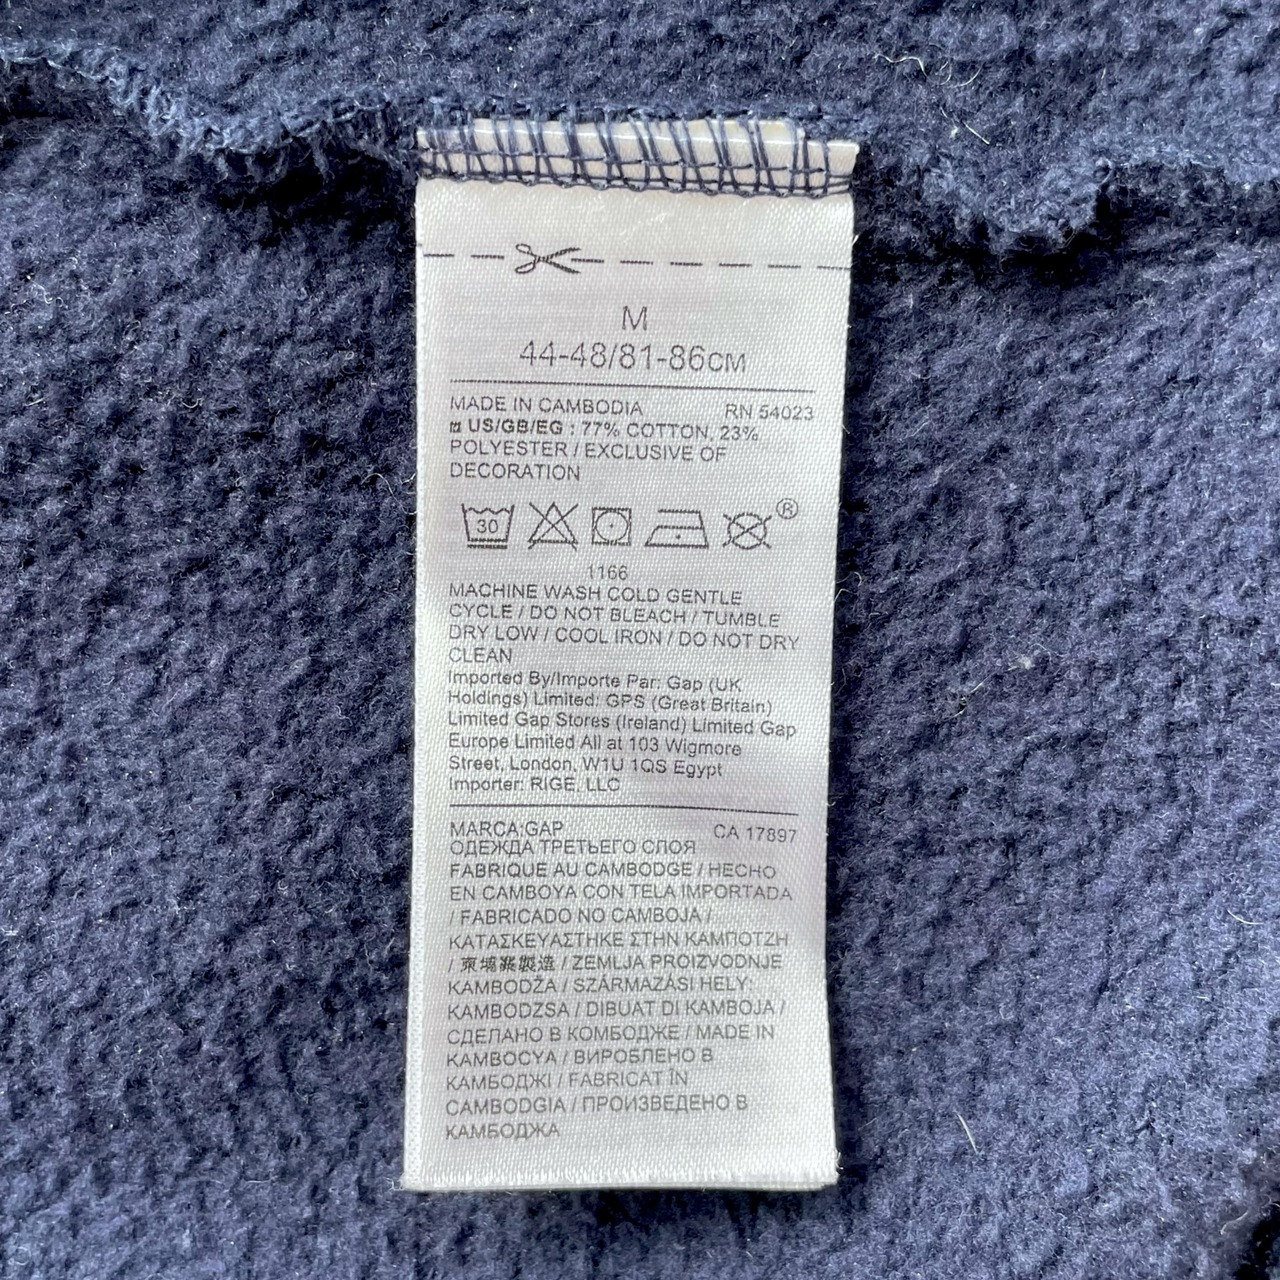 M
44-48/81-86CM
MADE IN CAMBODIA RN 54023
US/GB/EG : 77% COTTON, 23%
POLYESTER / EXCLUSIVE OF
DECORATION
30
®
1166
MACHINE WASH COLD GENTLE
CYCLE / DO NOT BLEACH / TUMBLE
DRY LOW / COOL IRON / DO NOT DRY
CLEAN
Imported By/Importe Par: Gap (UK
Holdings) Limited: GPS (Great Britain)
Limited Gap Stores (Ireland) Limited Gap
Europe Limited All at 103 Wigmore
Street, London, W1U 1QS Egypt
Importer: RIGE, LLC
MARCA:GAP CA 17897
ОДЕЖДА ТРЕТЬЕГО СЛОЯ
FABRIQUE AU CAMBODGE / HECHO
EN CAMBOYA CON TELA IMPORTADA
/ FABRICADO NO CAMBOJA /
ΚΑΤΑΣΚΕΥΑΣΤΗΚΕ ΣΤΗΝ ΚΑΜΠΟΤΖΗ
/ 柬埔寨製造 / ZEMLJA PROIZVODNJE
KAMBODŽA / SZÁRMAZÁSI HELY:
KAMBODZSA / DIBUAT DI KAMBOJA /
СДЕЛАНО В КОМБОДЖЕ / MADE IN
KAMBOCYA / ВИРОБЛЕНО В
КАМБОДЖІ / FABRICAT ÎN
CAMBODGIA / ПРОИЗВЕДЕНО В
КАМБОДЖА